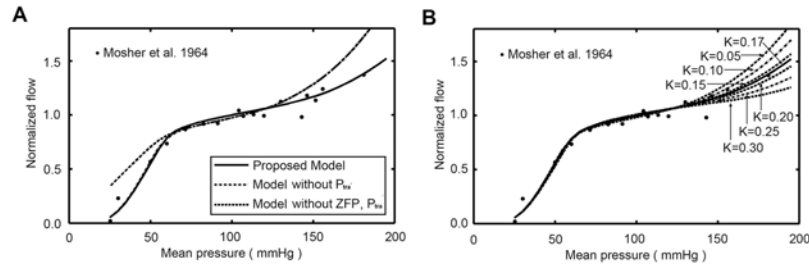 A
Normalized flow
1.5
1.0
0.5
0.0
Mosher et al. 1964
Proposed Model
Model without P
Model without ZFP, P
0
50
100
150
200
Mean pressure ( mmHg )
B
Normalized flow
1.5
1.0
0.5
0.0
Mosher et al. 1964
K=0.17
K=0.05
K=0.10
K=0.15
K=0.20
K=0.25
K=0.30
0
50
100
150
200
Mean pressure ( mmHg )